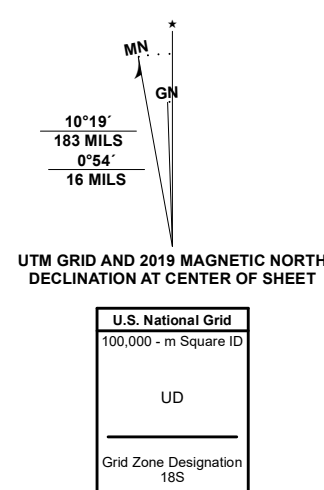 ★
MN
GN
10°19´
183 MILS
0°54´
16 MILS
UTM GRID AND 2019 MAGNETIC NORTH
DECLINATION AT CENTER OF SHEET
U.S. National Grid
100,000 - m Square ID
UD
Grid Zone Designation
18S